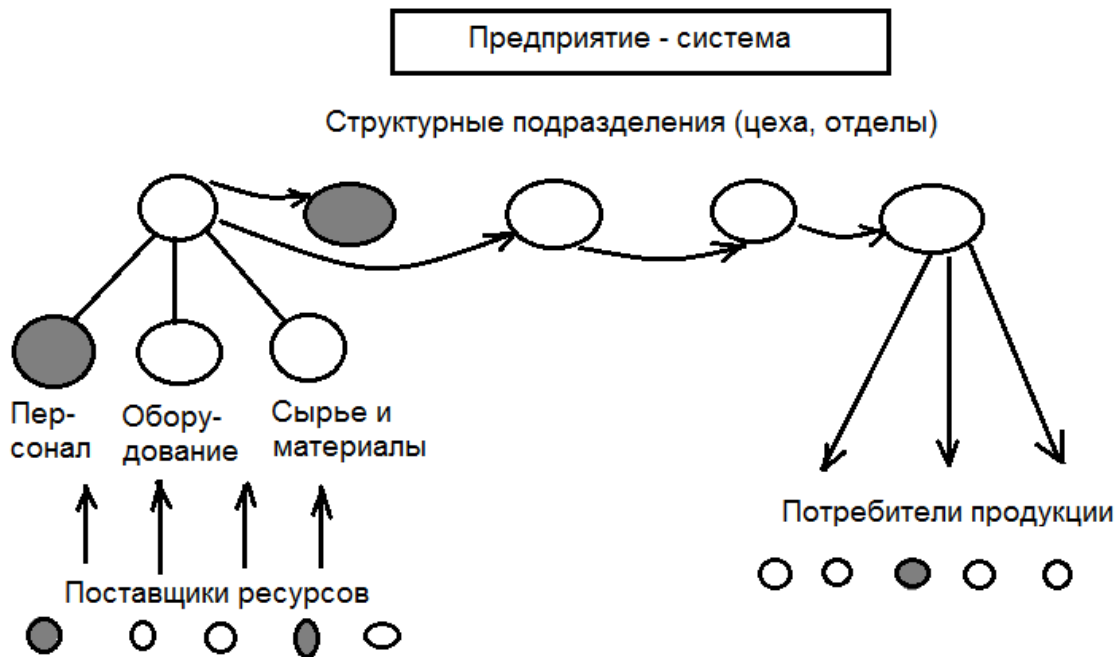 Предприятие - система
Структурные подразделения (цеха, отделы)
Пер-
сонал
Обору-
дование
Сырье и
материалы
Поставщики ресурсов
Потребители продукции